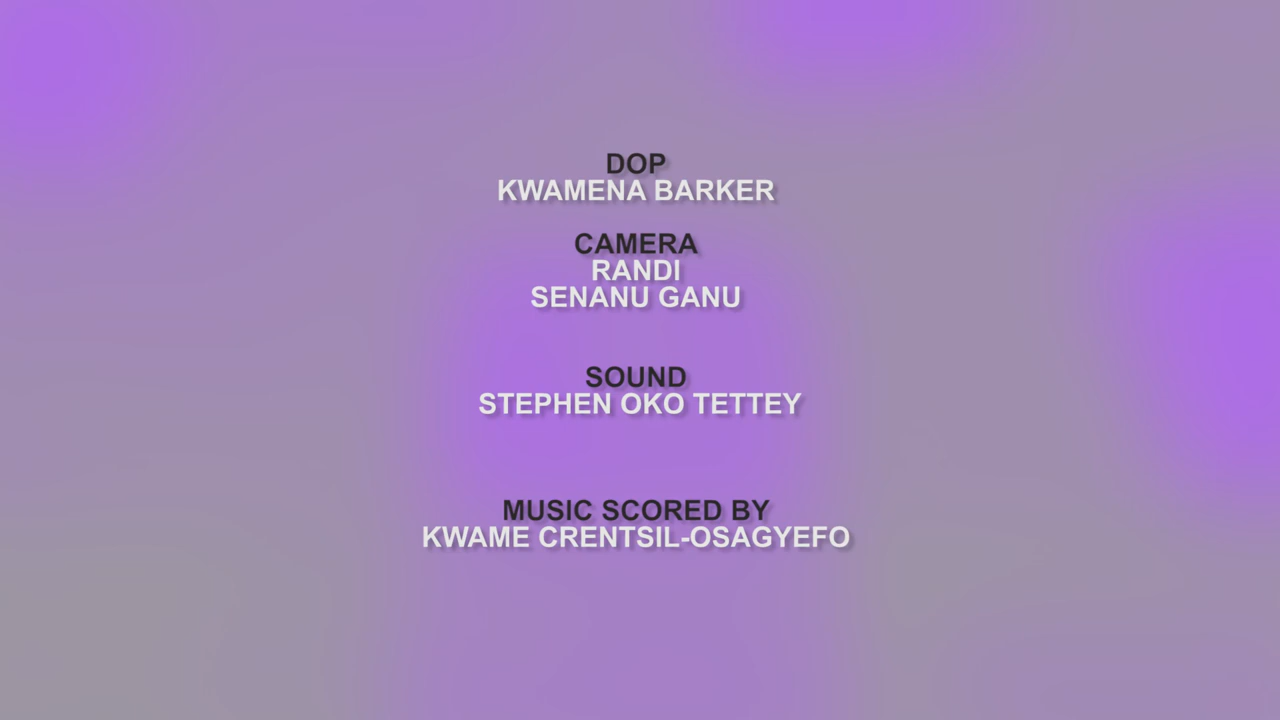 DOP
KWAMENA BARKER
CAMERA
RANDI
SENANU GANU
SOUND
STEPHEN OKO TETTEY
MUSIC SCORED BY
KWAME CRENTSIL-OSAGYEFO